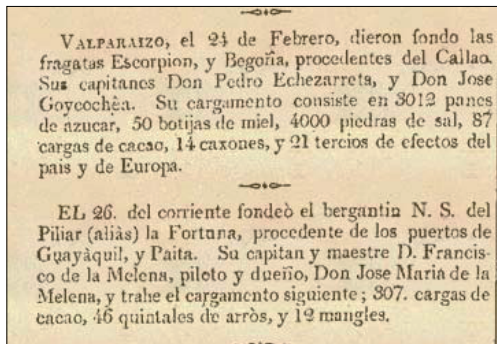 VALPARAIZO, el 24 de Febrero, dieron fondo las
fragatas Escorpion, y Begoña, procedentes del Callao.
Sus capitanes Don Pedro Echezarreta, y Don Jose
Goycochèa. Su cargamento consiste en 3012 panes
de azucar, 50 botijas de miel, 4000 piedras de sal, 87
cargas de cacao, 14 caxones, y 21 tercios de efectos del
pais y de Europa.
EL 26. del corriente fondeò el bergantin N. S. del
Piliar (aliàs) la Fortuna, procedente de los puertos de
Guayàquil, y Paita. Su capitan y maestre D. Francis-
co de la Melena, piloto y dueño, Don Jose Maria de la
Melena, y trahe el cargamento siguiente; 307. cargas de
cacao, 46 quintales de arròs, y 12 mangles.